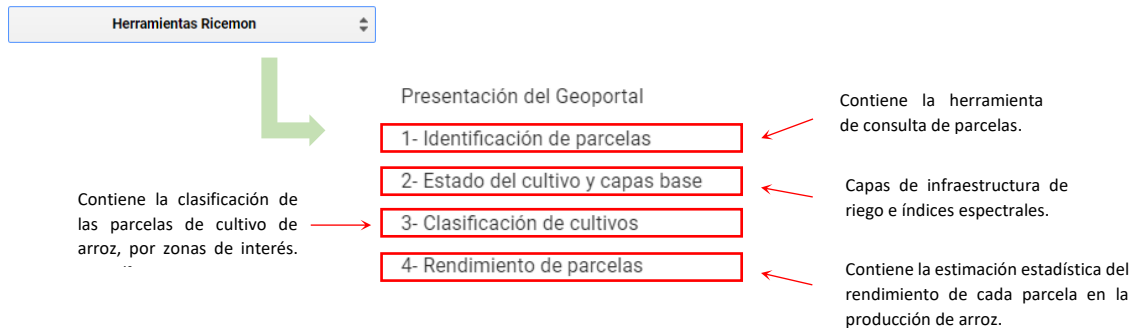 Herramientas Ricemon
Presentación del Geoportal
1- Identificación de parcelas
2- Estado del cultivo y capas base
3- Clasificación de cultivos
4- Rendimiento de parcelas
Contiene la herramienta
de consulta de parcelas.
Capas de infraestructura de
riego e índices espectrales.
Contiene la clasificación de
las parcelas de cultivo de
arroz, por zonas de interés.
Contiene la estimación estadística del
rendimiento de cada parcela en la
producción de arroz.